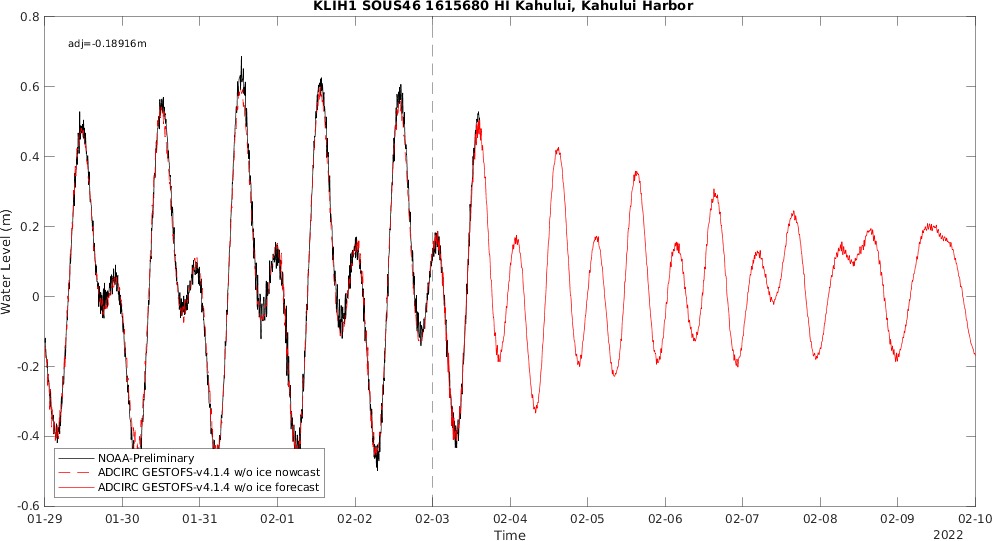 KLIH1 SOUS46 1615680 HI Kahului, Kahului Harbor
adj=-0.18916m
0.8
0.6
0.4
0.2
0
-0.2
-0.4
-0.6
Water Level (m)
NOAA-Preliminary
ADCIRC GESTOFS-v4.1.4 w/o ice nowcast
ADCIRC GESTOFS-v4.1.4 w/o ice forecast
01-29 01-30 01-31 02-01 02-02 02-03 02-04 02-05 02-06 02-07 02-08 02-09 02-10
Time
2022